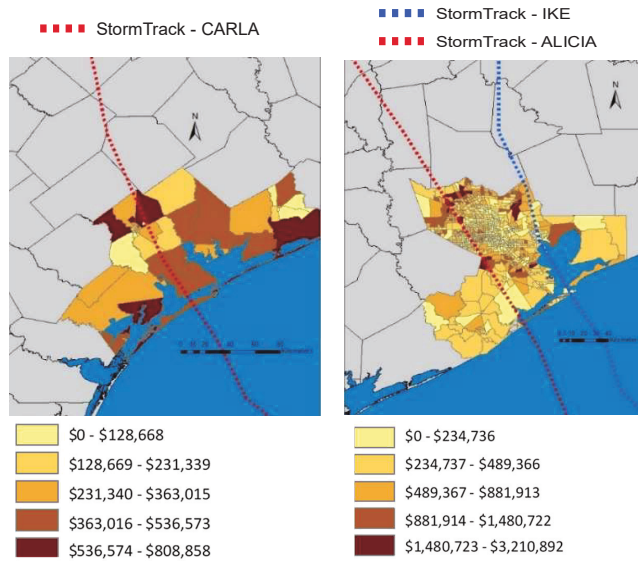 StormTrack - CARLA
StormTrack - IKE
StormTrack - ALICIA
N
N
$0 - $128,668
$128,669 - $231,339
$231,340 - $363,015
$363,016 - $536,573
$536,574 - $808,858
$0 - $234,736
$234,737 - $489,366
$489,367 - $881,913
$881,914 - $1,480,722
$1,480,723 - $3,210,892